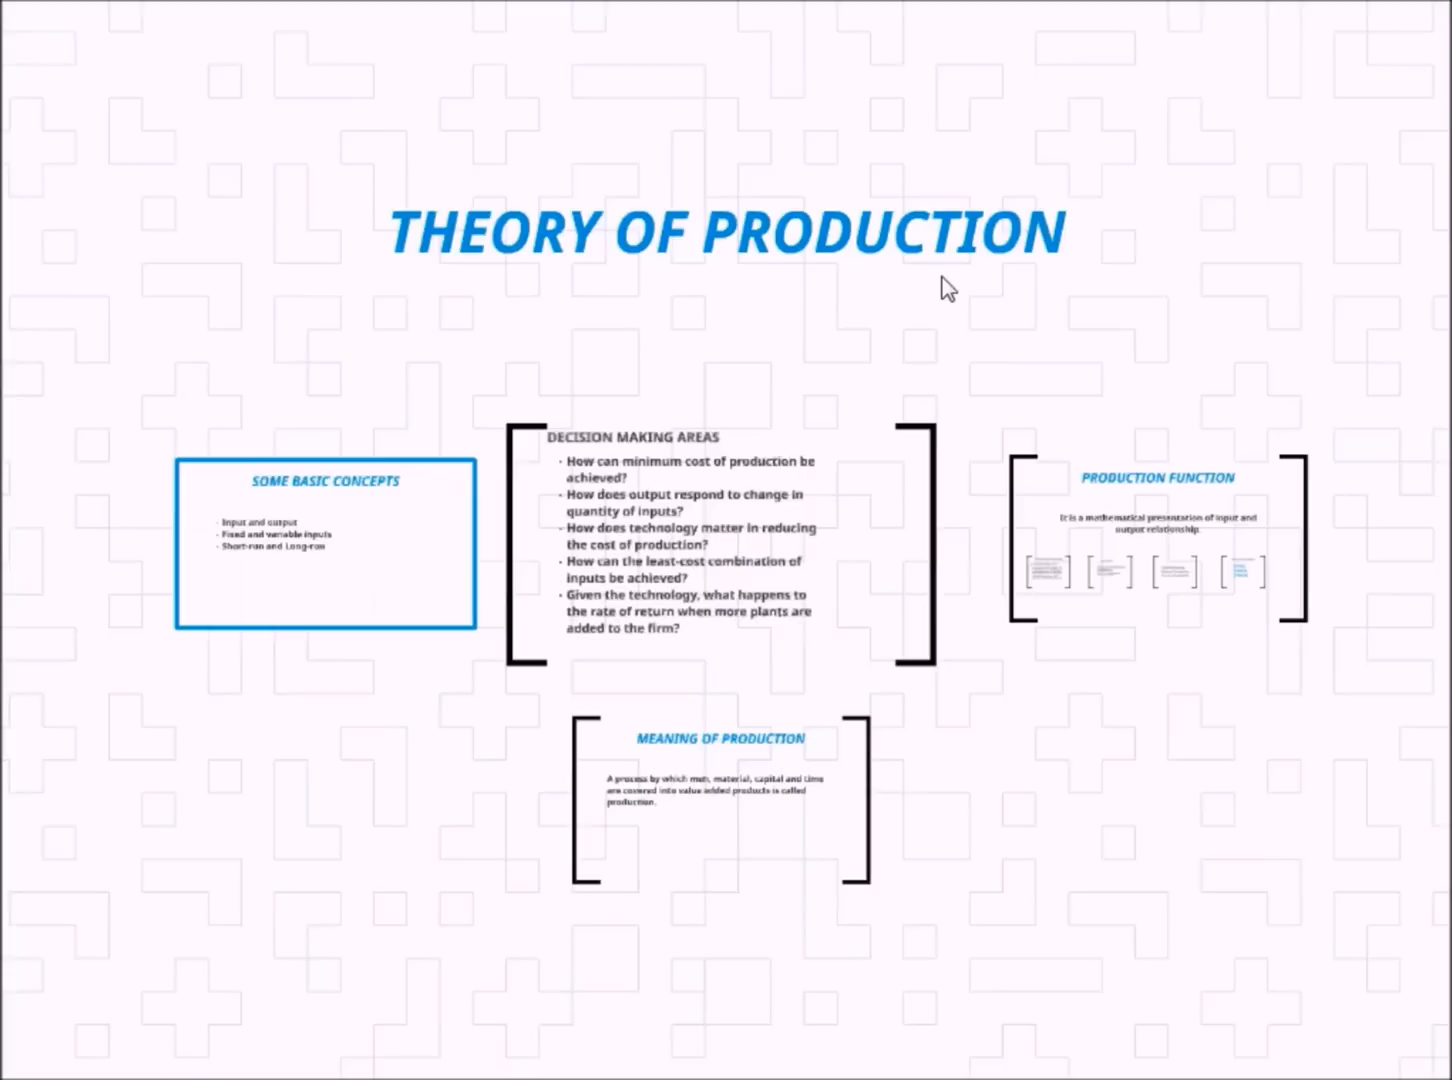 THEORY OF PRODUCTION
SOME BASIC CONCEPTS
- Input and output
- Fixed and variable inputs
- Short-run and Long-run
DECISION MAKING AREAS
- How can minimum cost of production be
achieved?
- How does output respond to change in
quantity of inputs?
- How does technology matter in reducing
the cost of production?
- How can the least-cost combination of
inputs be achieved?
- Given the technology, what happens to
the rate of return when more plants are
added to the firm?
PRODUCTION FUNCTION
It is a mathematical presentation of input and
output relationship.
MEANING OF PRODUCTION
A process by which men, material, capital and time
are covered into value added products is called
production.